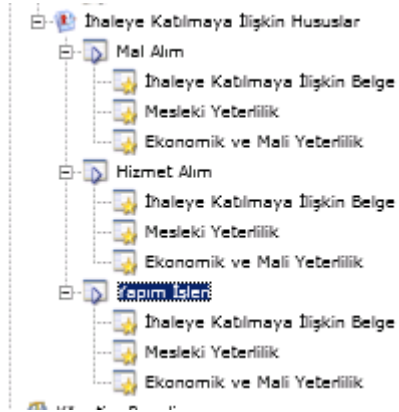 İhaleye Katılmaya İlişkin Hususlar
Mal Alım
İhaleye Katılmaya İlişkin Belge
Mesleki Yeterlilik
Ekonomik ve Mali Yeterlilik
Hizmet Alım
İhaleye Katılmaya İlişkin Belge
Mesleki Yeterlilik
Ekonomik ve Mali Yeterlilik
Yapım İşleri
İhaleye Katılmaya İlişkin Belge
Mesleki Yeterlilik
Ekonomik ve Mali Yeterlilik